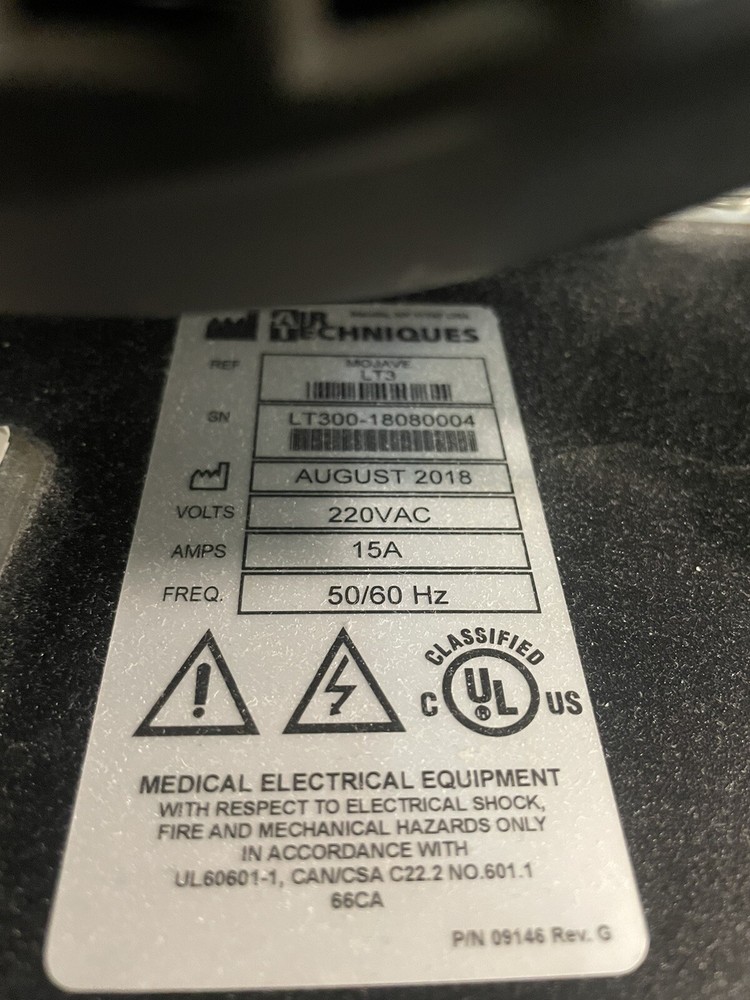 AIR
TECHNIQUES
REF MOJAVE
LT3
SN LT300-18080004
AUGUST 2018
VOLTS 220VAC
AMPS 15A
FREQ. 50/60 Hz
CLASSIFIED
C UL® US
MEDICAL ELECTRICAL EQUIPMENT
WITH RESPECT TO ELECTRICAL SHOCK,
FIRE AND MECHANICAL HAZARDS ONLY
IN ACCORDANCE WITH
UL60601-1, CAN/CSA C22.2 NO.601.1
66CA
P/N 09146 Rev. G